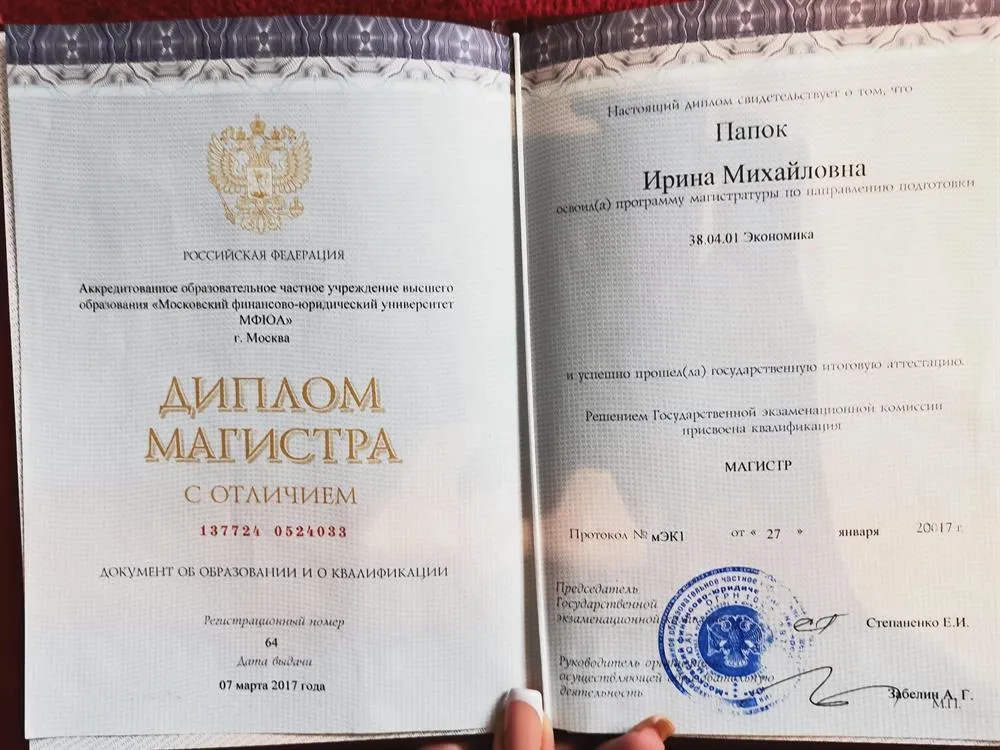 РОССИЙСКАЯ ФЕДЕРАЦИЯ
Аккредитованное образовательное частное учреждение высшего
образования «Московский финансово-юридический университет
МФЮА»
г. Москва
ДИПЛОМ
МАГИСТРА
С ОТЛИЧИЕМ
137724 0524033
ДОКУМЕНТ ОБ ОБРАЗОВАНИИ И О КВАЛИФИКАЦИИ
Регистрационный номер
64
Дата выдачи
07 марта 2017 года
Настоящий диплом свидетельствует о том, что
Папок
Ирина Михайловна
освоил(а) программу магистратуры по направлению подготовки
38.04.01 Экономика
и успешно прошел(ла) государственную итоговую аттестацию.
Решением Государственной экзаменационной комиссии
присвоена квалификация
МАГИСТР
Протокол № мЭК1 от « 27 » января 20017 г.
Председатель
Государственной
экзаменационной
Степаненко Е.И.
Руководитель
осуществляющей
деятельность
Забелин А. Г.
М.П.